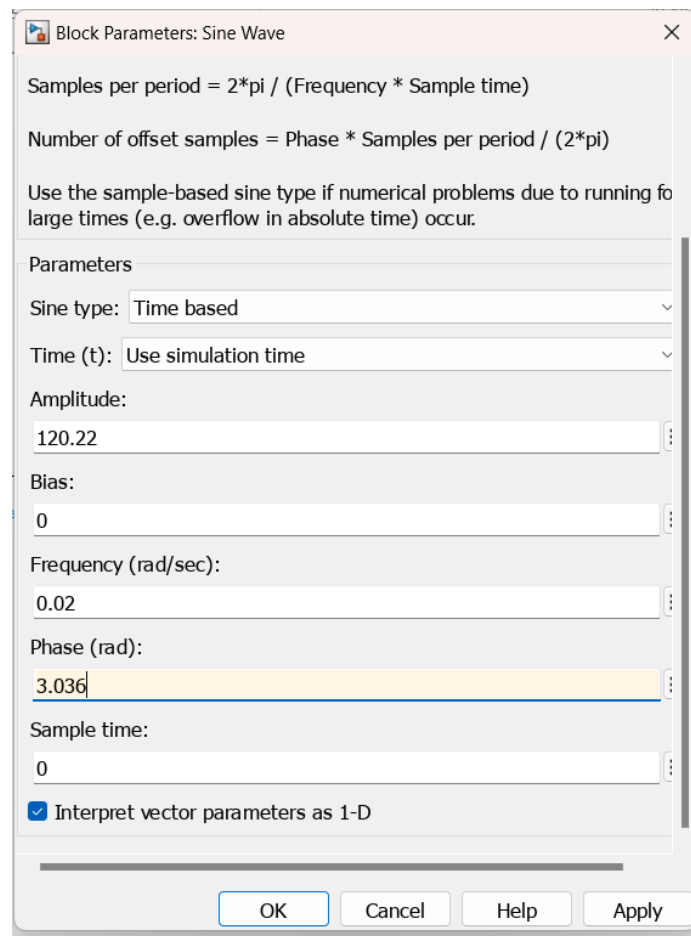 Block Parameters: Sine Wave
Samples per period = 2*pi / (Frequency * Sample time)
Number of offset samples = Phase * Samples per period / (2*pi)
Use the sample-based sine type if numerical problems due to running fo
large times (e.g. overflow in absolute time) occur.
Parameters
Sine type: Time based
Time (t): Use simulation time
Amplitude:
120.22
Bias:
0
Frequency (rad/sec):
0.02
Phase (rad):
3.036
Sample time:
0
Interpret vector parameters as 1-D
OK Cancel Help Apply